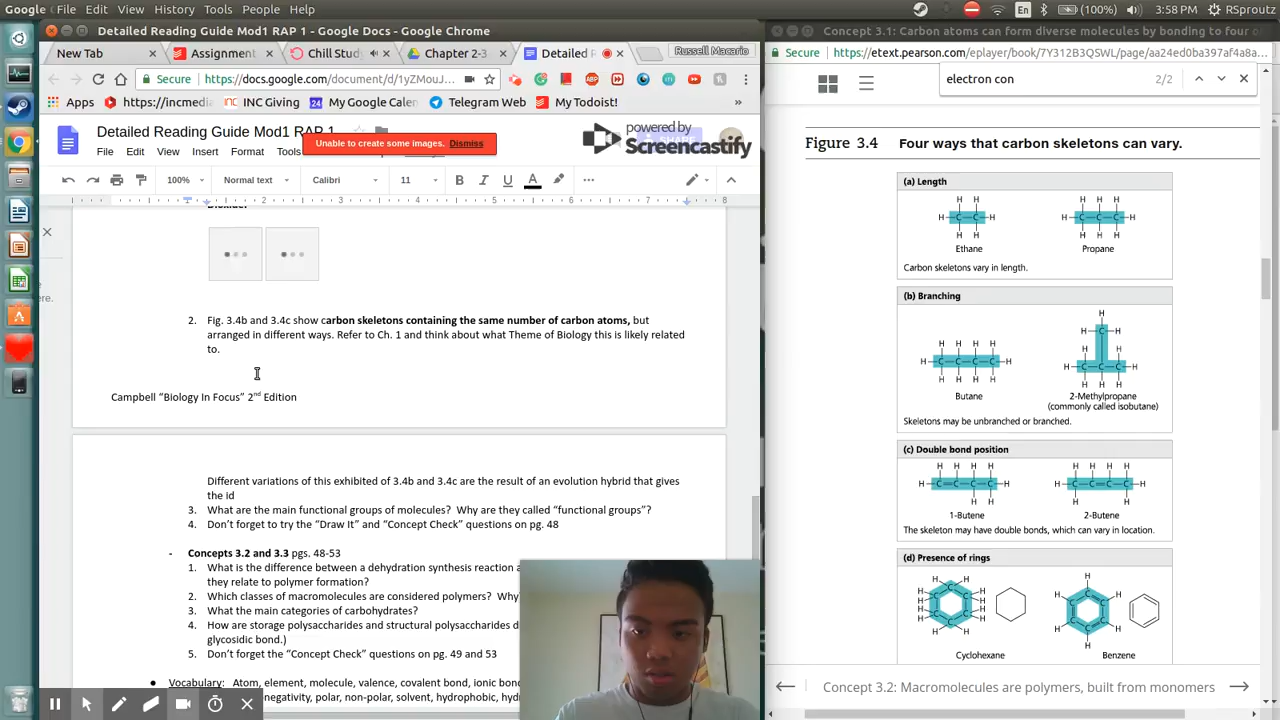 Google Chrome File Edit View History Bookmarks Tools People Help
En (100%) 3:58 PM RSproutz
Detailed Reading Guide Mod1 RAP 1 - Google Docs - Google Chrome
Concept 3.1: Carbon atoms can form diverse molecules by bonding to four o
New Tab × Assignment × Chill Stud × Chapter 2-3 × Detailed R ×
Russell Macario
Secure https://docs.google.com/document/d/1yZMouJ...
Secure https://etext.pearson.com/eplayer/book/7Y312B3QSWL/page/
electron con 2/2
Apps https://incmedia INC Giving My Google Calen Telegram Web My Todoist! »
Detailed Reading Guide Mod1 RAP 1
powered by
Screencastify
Unable to create some images. Dismiss
File Edit View Insert Format Tools
100% Normal text Calibri 11 B I U A
1 1 2 3 4 5 6 7 8
2. Fig. 3.4b and 3.4c show carbon skeletons containing the same number of carbon atoms, but
arranged in different ways. Refer to Ch. 1 and think about what Theme of Biology this is likely related
to.
Campbell “Biology In Focus” 2nd Edition
Different variations of this exhibited of 3.4b and 3.4c are the result of an evolution hybrid that gives
the id
3. What are the main functional groups of molecules? Why are they called “functional groups”?
4. Don’t forget to try the “Draw It” and “Concept Check” questions on pg. 48
- Concepts 3.2 and 3.3 pgs. 48-53
1. What is the difference between a dehydration synthesis reaction
they relate to polymer formation?
2. Which classes of macromolecules are considered polymers? Why
3. What the main categories of carbohydrates?
4. How are storage polysaccharides and structural polysaccharides
glycosidic bond.)
5. Don’t forget the “Concept Check” questions on pg. 49 and 53
• Vocabulary: Atom, element, molecule, valence, covalent bond, ionic bon
negativity, polar, non-polar, solvent, hydrophobic,
Figure 3.4 Four ways that carbon skeletons can vary.
(a) Length
Ethane Propane
Carbon skeletons vary in length.
(b) Branching
Butane 2-Methylpropane
(commonly called isobutane)
Skeletons may be unbranched or branched.
(c) Double bond position
1-Butene 2-Butene
The skeleton may have double bonds, which can vary in location.
(d) Presence of rings
Cyclohexane Benzene
Concept 3.2: Macromolecules are polymers, built from monomers